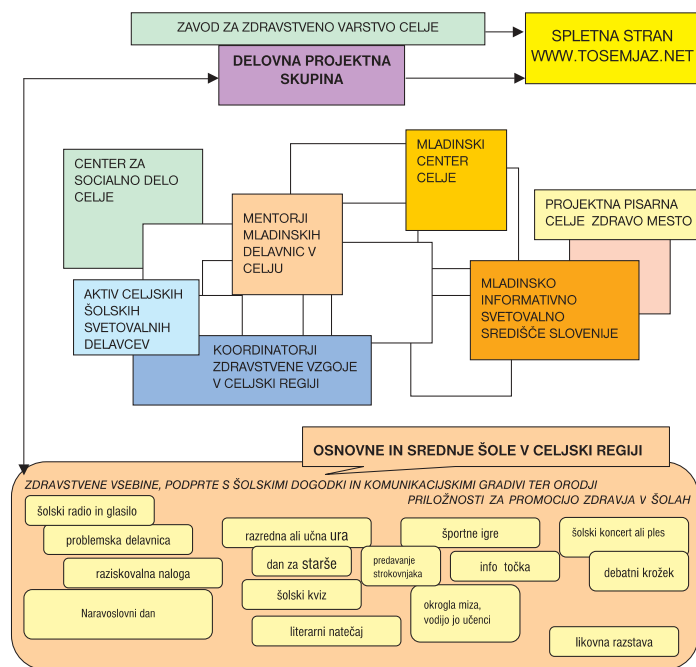 ZAVOD ZA ZDRAVSTVENO VARSTVO CELJE
DELOVNA PROJEKTNA
SKUPINA
SPLETNA STRAN
WWW.TOSEMJAZ.NET
CENTER ZA
SOCIALNO DELO
CELJE
MLADINSKI
CENTER
CELJE
MENTORJI
MLADINSKIH
DELAVNIC V
CELJU
PROJEKTNA PISARNA
CELJE ZDRAVO MESTO
AKTIV CELJSKIH
ŠOLSKIH
SVETOVALNIH
DELAVCEV
MLADINSKO
INFORMATIVNO
SVETOVALNO
SREDIŠČE SLOVENIJE
KOORDINATORJI
ZDRAVSTVENE VZGOJE
V CELJSKI REGIJI
OSNOVNE IN SREDNJE ŠOLE V CELJSKI REGIJI
ZDRAVSTVENE VSEBINE, PODPRTE S ŠOLSKIMI DOGODKI IN KOMUNIKACIJSKIMI GRADIVI TER ORODJI
PRILOŽNOSTI ZA PROMOCIJO ZDRAVJA V ŠOLAH
šolski radio in glasilo
problemska delavnica
raziskovalna naloga
Naravoslovni dan
razredna ali učna ura
dan za starše
šolski kviz
literarni natečaj
predavanje
strokovnjaka
športne igre
info točka
okrogla miza,
vodijo jo učenci
šolski koncert ali ples
debatni krožek
likovna razstava